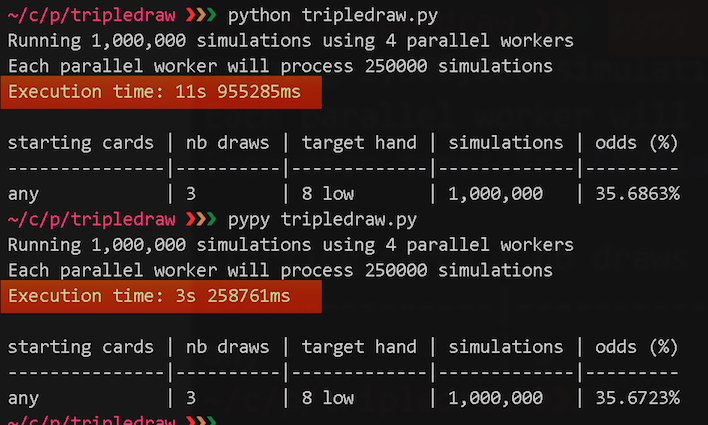 ~/c/p/tripledraw ❯❯❯ python tripledraw.py
Running 1,000,000 simulations using 4 parallel workers
Each parallel worker will process 250000 simulations
Execution time: 11s 955285ms
starting cards | nb draws | target hand | simulations | odds (%)
---------------|----------|-------------|-------------|---------
any            | 3        | 8 low       | 1,000,000   | 35.6863%
~/c/p/tripledraw ❯❯❯ pypy tripledraw.py
Running 1,000,000 simulations using 4 parallel workers
Each parallel worker will process 250000 simulations
Execution time: 3s 258761ms
starting cards | nb draws | target hand | simulations | odds (%)
---------------|----------|-------------|-------------|---------
any            | 3        | 8 low       | 1,000,000   | 35.6723%